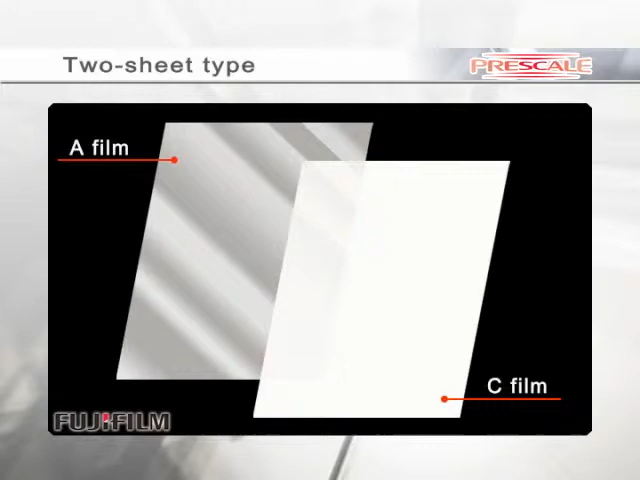 Two-sheet type
PRESCALE
A film
C film
FUJIFILM